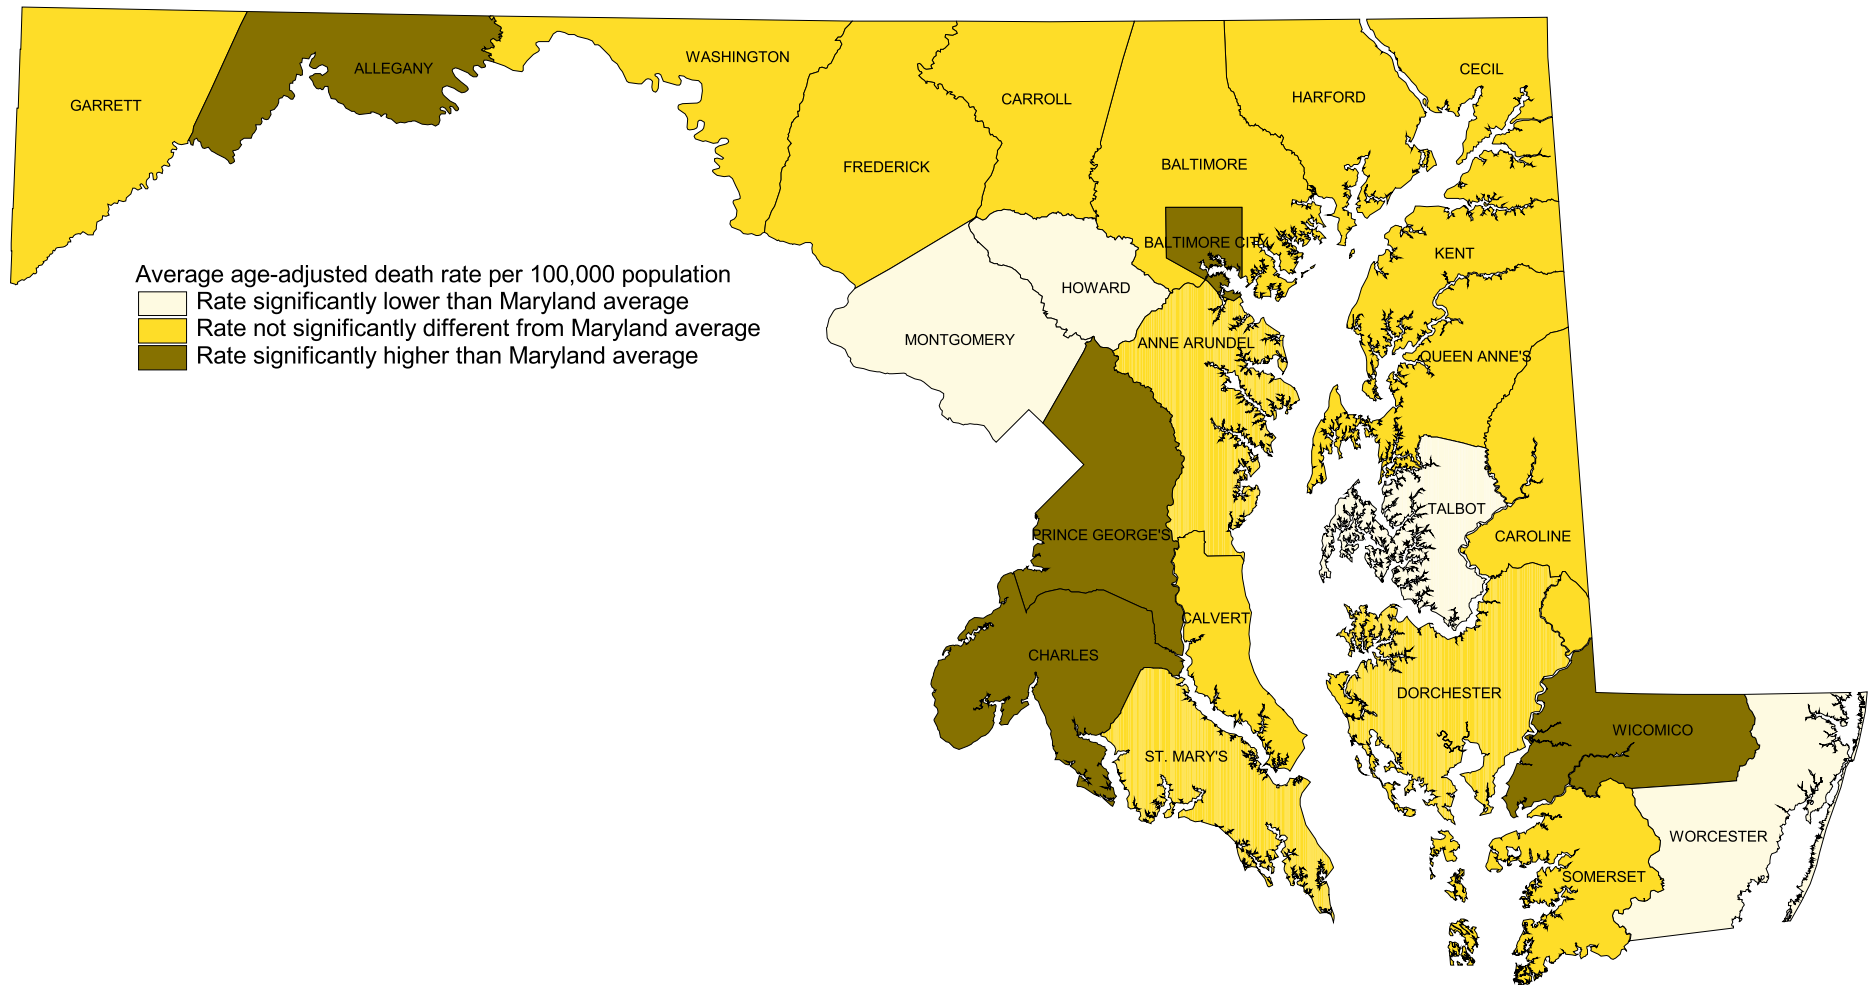 WASHINGTON
ALLEGANY
CECIL
GARRETT
CARROLL
HARFORD
FREDERICK
BALTIMORE
BALTIMORE CITY
KENT
Average age-adjusted death rate per 100,000 population
Rate significantly lower than Maryland average
Rate not significantly different from Maryland average
Rate significantly higher than Maryland average
HOWARD
MONTGOMERY
ANNE ARUNDEL
QUEEN ANNE'S
TALBOT
PRINCE GEORGE'S
CAROLINE
CALVERT
CHARLES
DORCHESTER
WICOMICO
ST. MARY'S
WORCESTER
SOMERSET